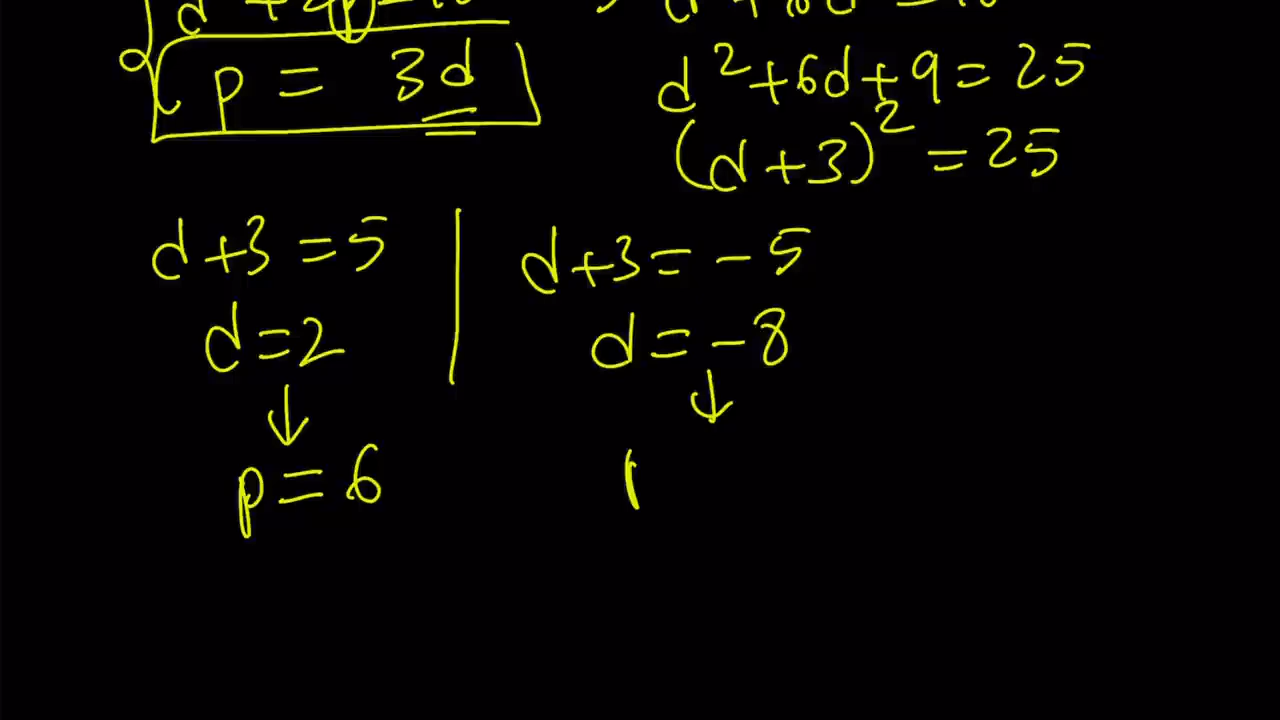 p = 3d
d²+6d+9=25
(d+3)² = 25
d+3=5
d=2
↓
p=6
d+3=-5
d=-8
↓